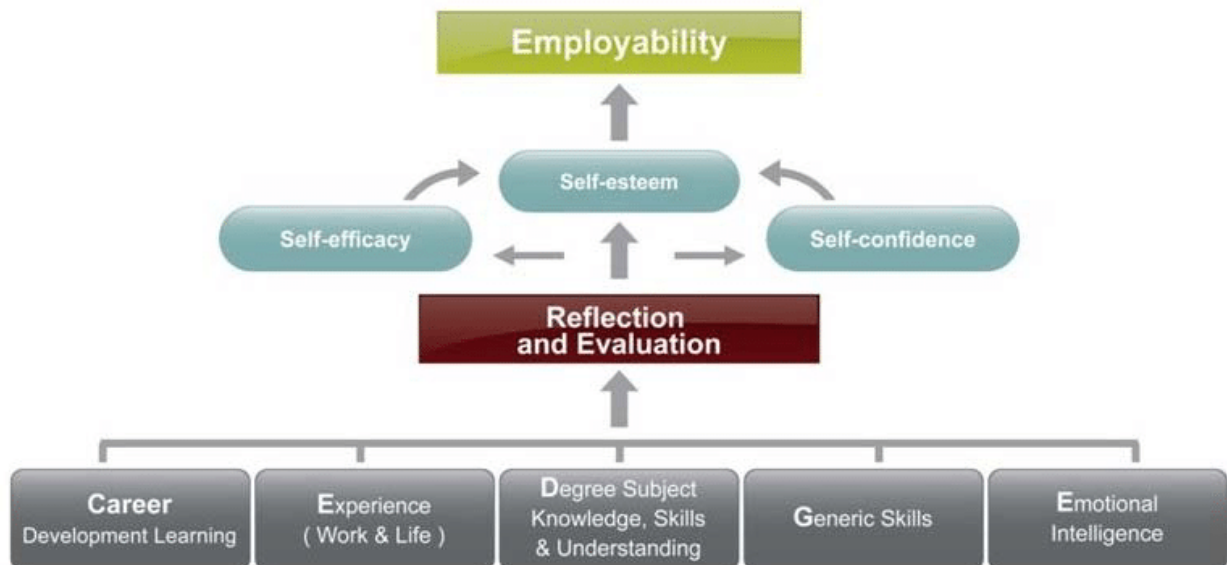 Employability
Self-esteem
Self-efficacy
Self-confidence
Reflection
and Evaluation
Career
Development Learning
Experience
( Work & Life )
Degree Subject
Knowledge, Skills
& Understanding
Generic Skills
Emotional
Intelligence